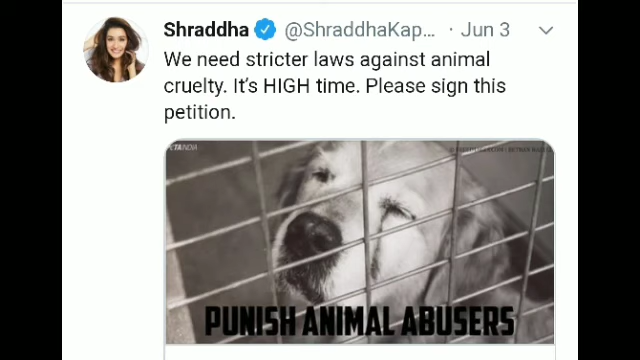 Shraddha @ShraddhaKap... · Jun 3
We need stricter laws against animal
cruelty. It's HIGH time. Please sign this
petition.
PUNISH ANIMAL ABUSERS